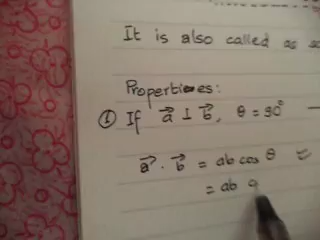 It is also called as
Properties:
① If a⃗ ⊥ b⃗, θ = 90°
a⃗ . b⃗ = ab cos θ
= ab